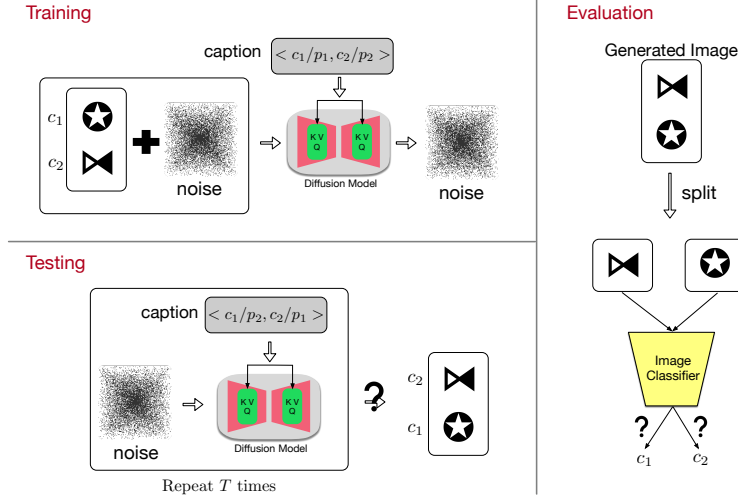 Training
caption
< c₁/p₁, c₂/p₂ >
c₁
c₂
noise
K V
Q
K V
Q
Diffusion Model
noise
Testing
caption
< c₁/p₂, c₂/p₁ >
noise
K V
Q
K V
Q
Diffusion Model
?
c₂
c₁
Repeat T times
Evaluation
Generated Image
split
Image
Classifier
? ?
c₁ c₂